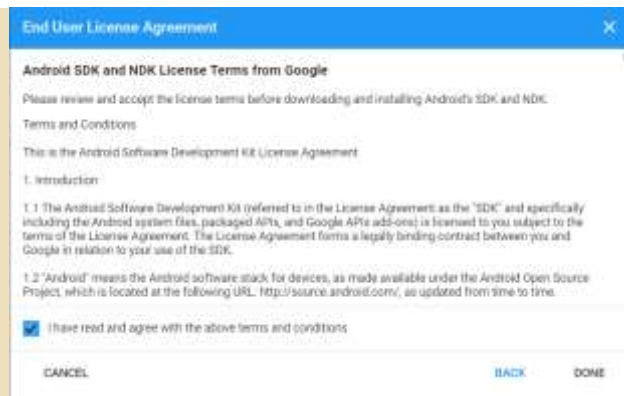 End User License Agreement
Android SDK and NDK License Terms from Google
Please review and accept the license terms before downloading and installing Android's SDK and NDK.
Terms and Conditions
This is the Android Software Development Kit License Agreement
1. Introduction
1.1 The Android Software Development Kit (referred to in the License Agreement as the "SDK" and specifically
including the Android system files, packaged APIs, and Google APIs add-ons) is licensed to you subject to the
terms of the License Agreement. The License Agreement forms a legally binding contract between you and
Google in relation to your use of the SDK.
1.2 "Android" means the Android software stack for devices, as made available under the Android Open Source
Project, which is located at the following URL: http://source.android.com/, as updated from time to time.
I have read and agree with the above terms and conditions
CANCEL BACK DONE